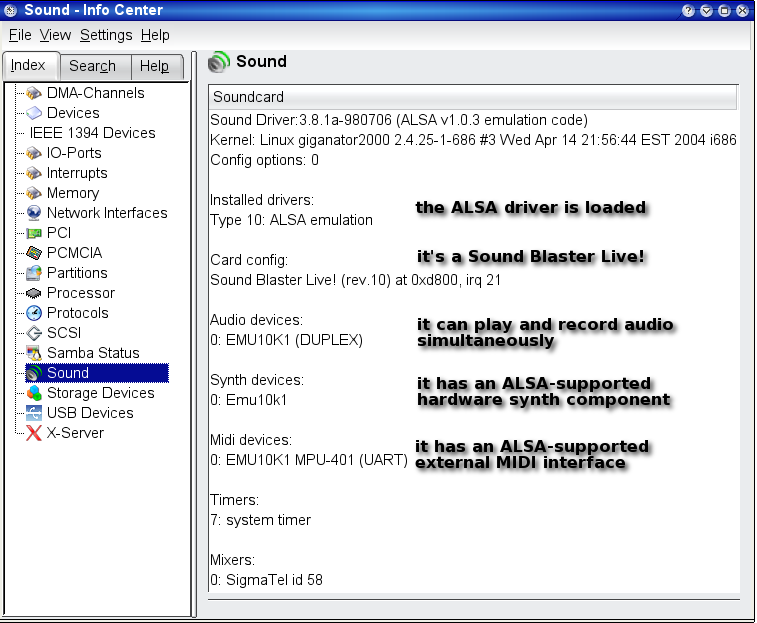 Sound - Info Center
File View Settings Help
Index Search Help
DMA-Channels
Devices
IEEE 1394 Devices
IO-Ports
Interrupts
Memory
Network Interfaces
PCI
PCMCIA
Partitions
Processor
Protocols
SCSI
Samba Status
Sound
Storage Devices
USB Devices
X-Server
Sound
Soundcard
Sound Driver:3.8.1a-980706 (ALSA v1.0.3 emulation code)
Kernel: Linux giganator2000 2.4.25-1-686 #3 Wed Apr 14 21:56:44 EST 2004 i686
Config options: 0
Installed drivers:
the ALSA driver is loaded
Type 10: ALSA emulation
Card config:
it's a Sound Blaster Live!
Sound Blaster Live! (rev.10) at 0xd800, irq 21
Audio devices:
0: EMU10K1 (DUPLEX)
it can play and record audio
simultaneously
Synth devices:
0: Emu10k1
it has an ALSA-supported
hardware synth component
Midi devices:
0: EMU10K1 MPU-401 (UART)
it has an ALSA-supported
external MIDI interface
Timers:
7: system timer
Mixers:
0: SigmaTel id 58